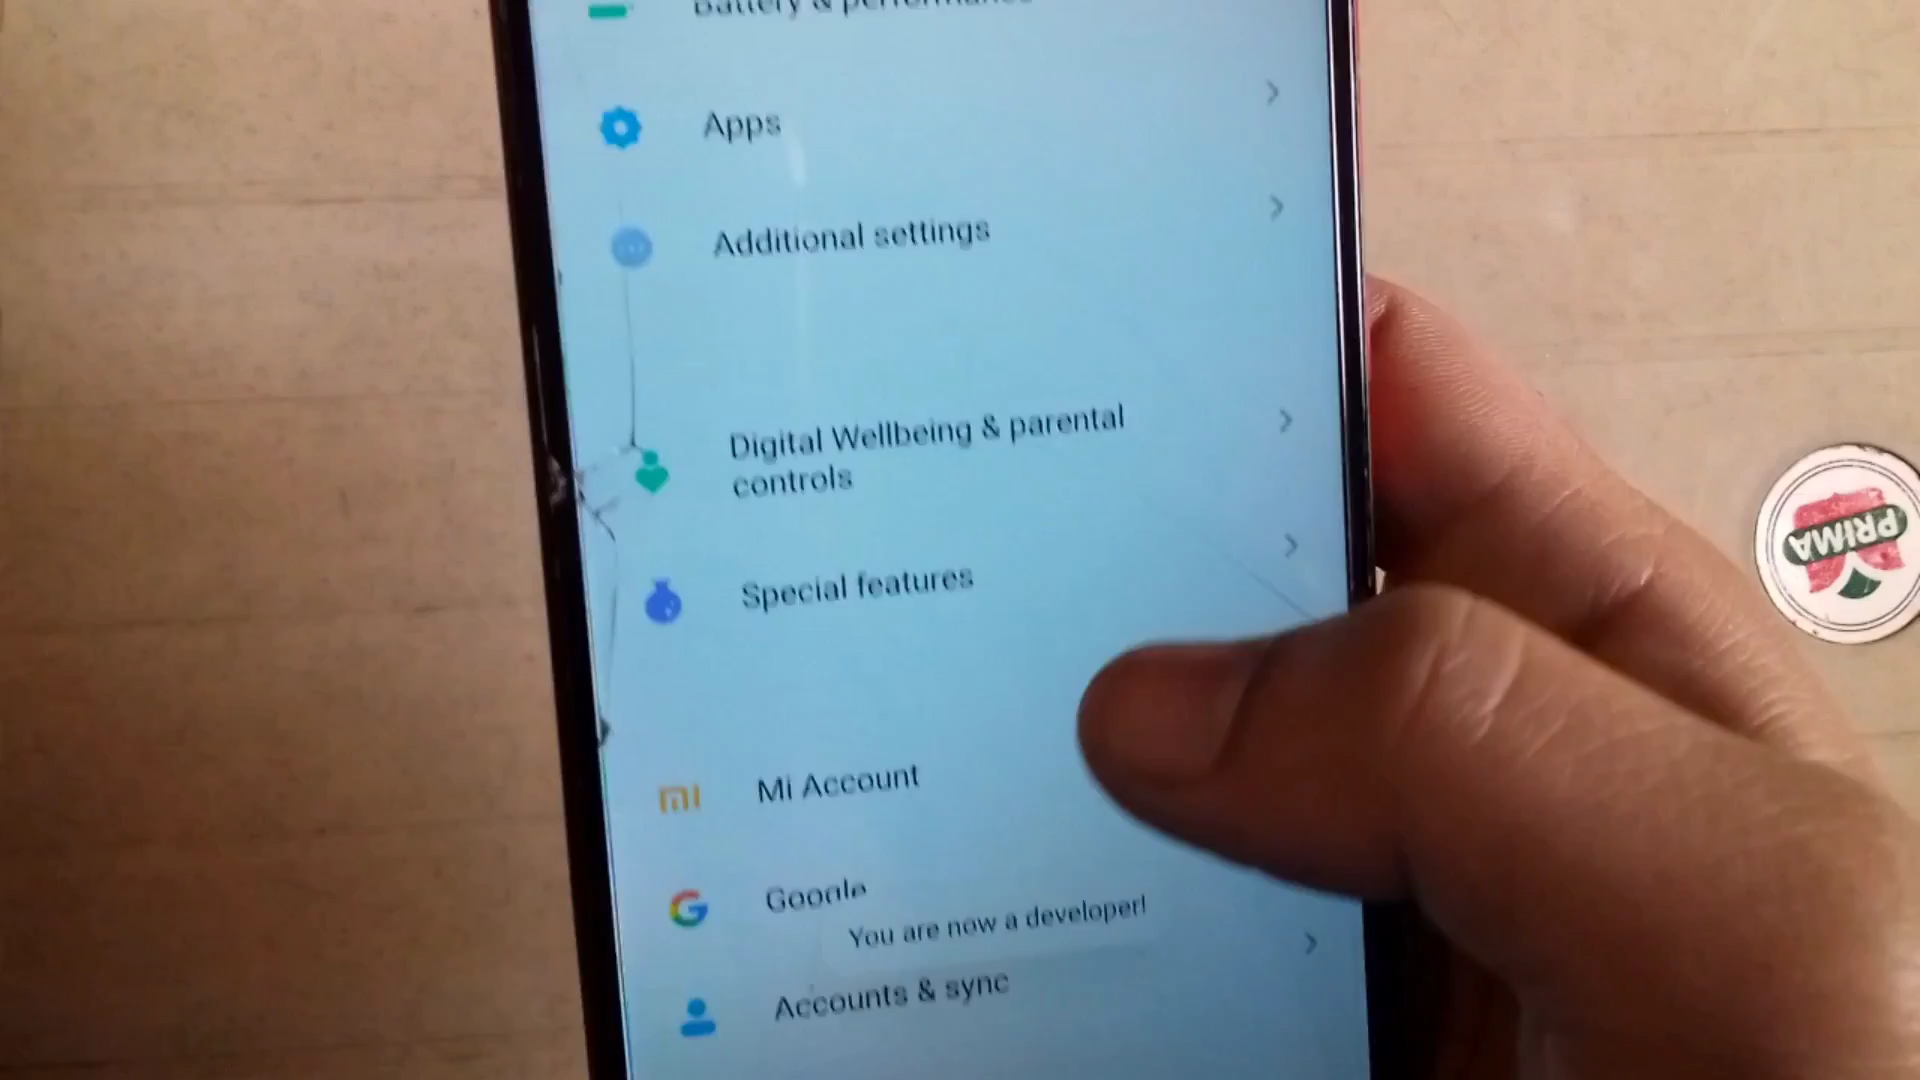 Battery & performance
Apps
Additional settings
Digital Wellbeing & parental
controls
Special features
Mi Account
Google
You are now a developer!
Accounts & sync
PRIMA